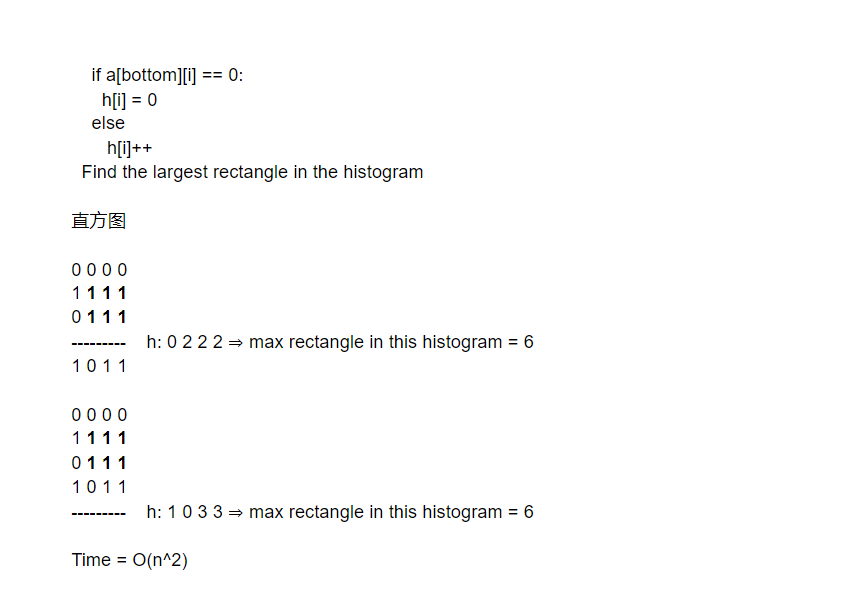 if a[bottom][i] == 0:
h[i] = 0
else
h[i]++
Find the largest rectangle in the histogram
直方图
0 0 0 0
1 1 1 1
0 1 1 1
--------- h: 0 2 2 2 ⇒ max rectangle in this histogram = 6
1 0 1 1
0 0 0 0
1 1 1 1
0 1 1 1
1 0 1 1
--------- h: 1 0 3 3 ⇒ max rectangle in this histogram = 6
Time = O(n^2)